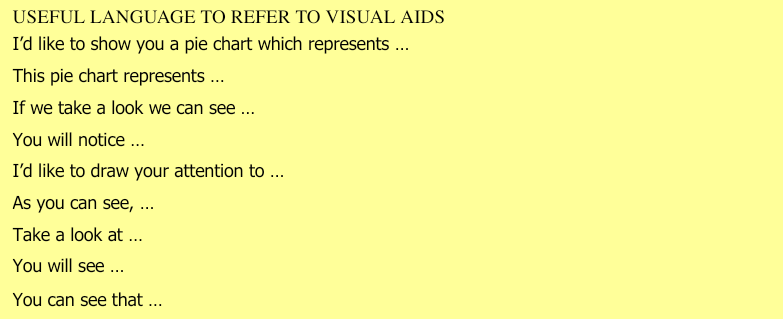 USEFUL LANGUAGE TO REFER TO VISUAL AIDS
I’d like to show you a pie chart which represents …
This pie chart represents …
If we take a look we can see …
You will notice …
I’d like to draw your attention to …
As you can see, …
Take a look at …
You will see …
You can see that …